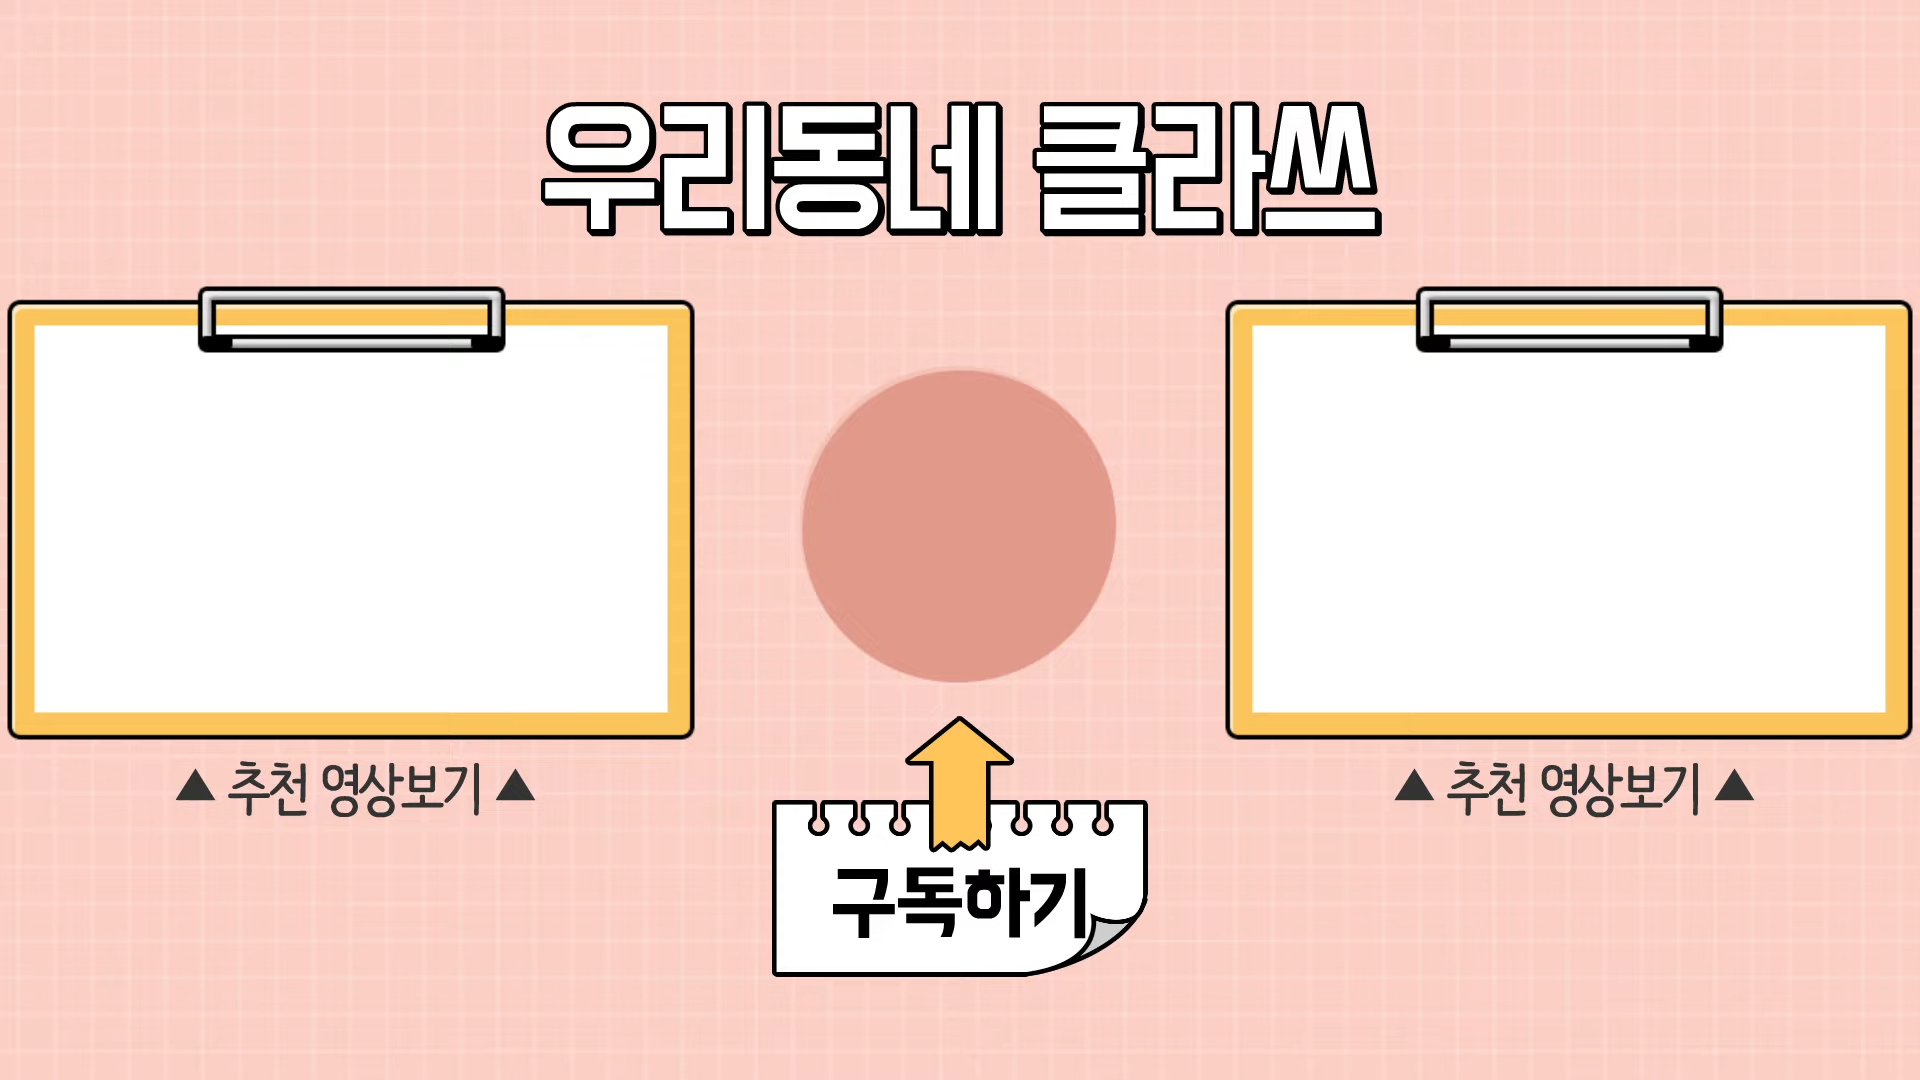 우리동네 클라쓰
▲ 추천 영상보기 ▲
▲ 추천 영상보기 ▲
구독하기